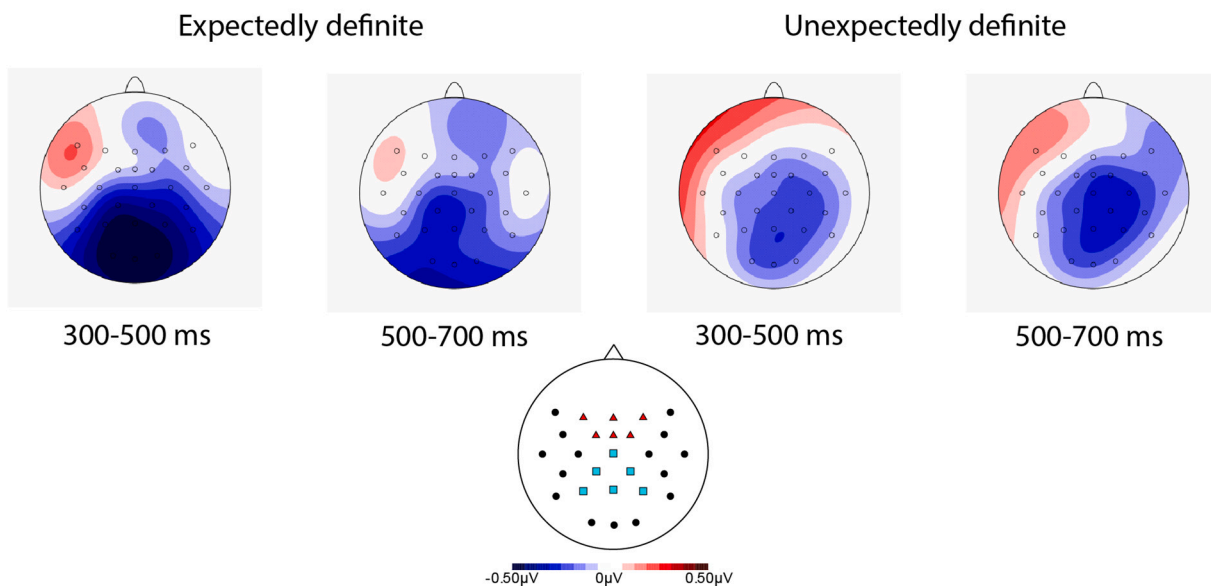 Expectedly definite
Unexpectedly definite
300-500 ms
500-700 ms
300-500 ms
500-700 ms
-0.50µV
0µV
0.50µV